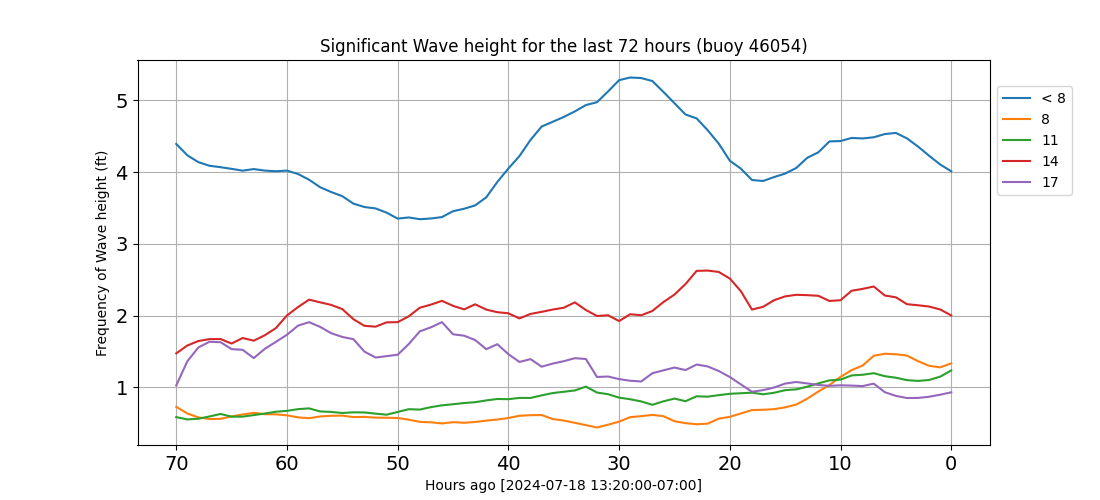 Significant Wave height for the last 72 hours (buoy 46054)
Frequency of Wave height (ft)
5
4
3
2
1
70 60 50 40 30 20 10 0
Hours ago [2024-07-18 13:20:00-07:00]
< 8
8
11
14
17